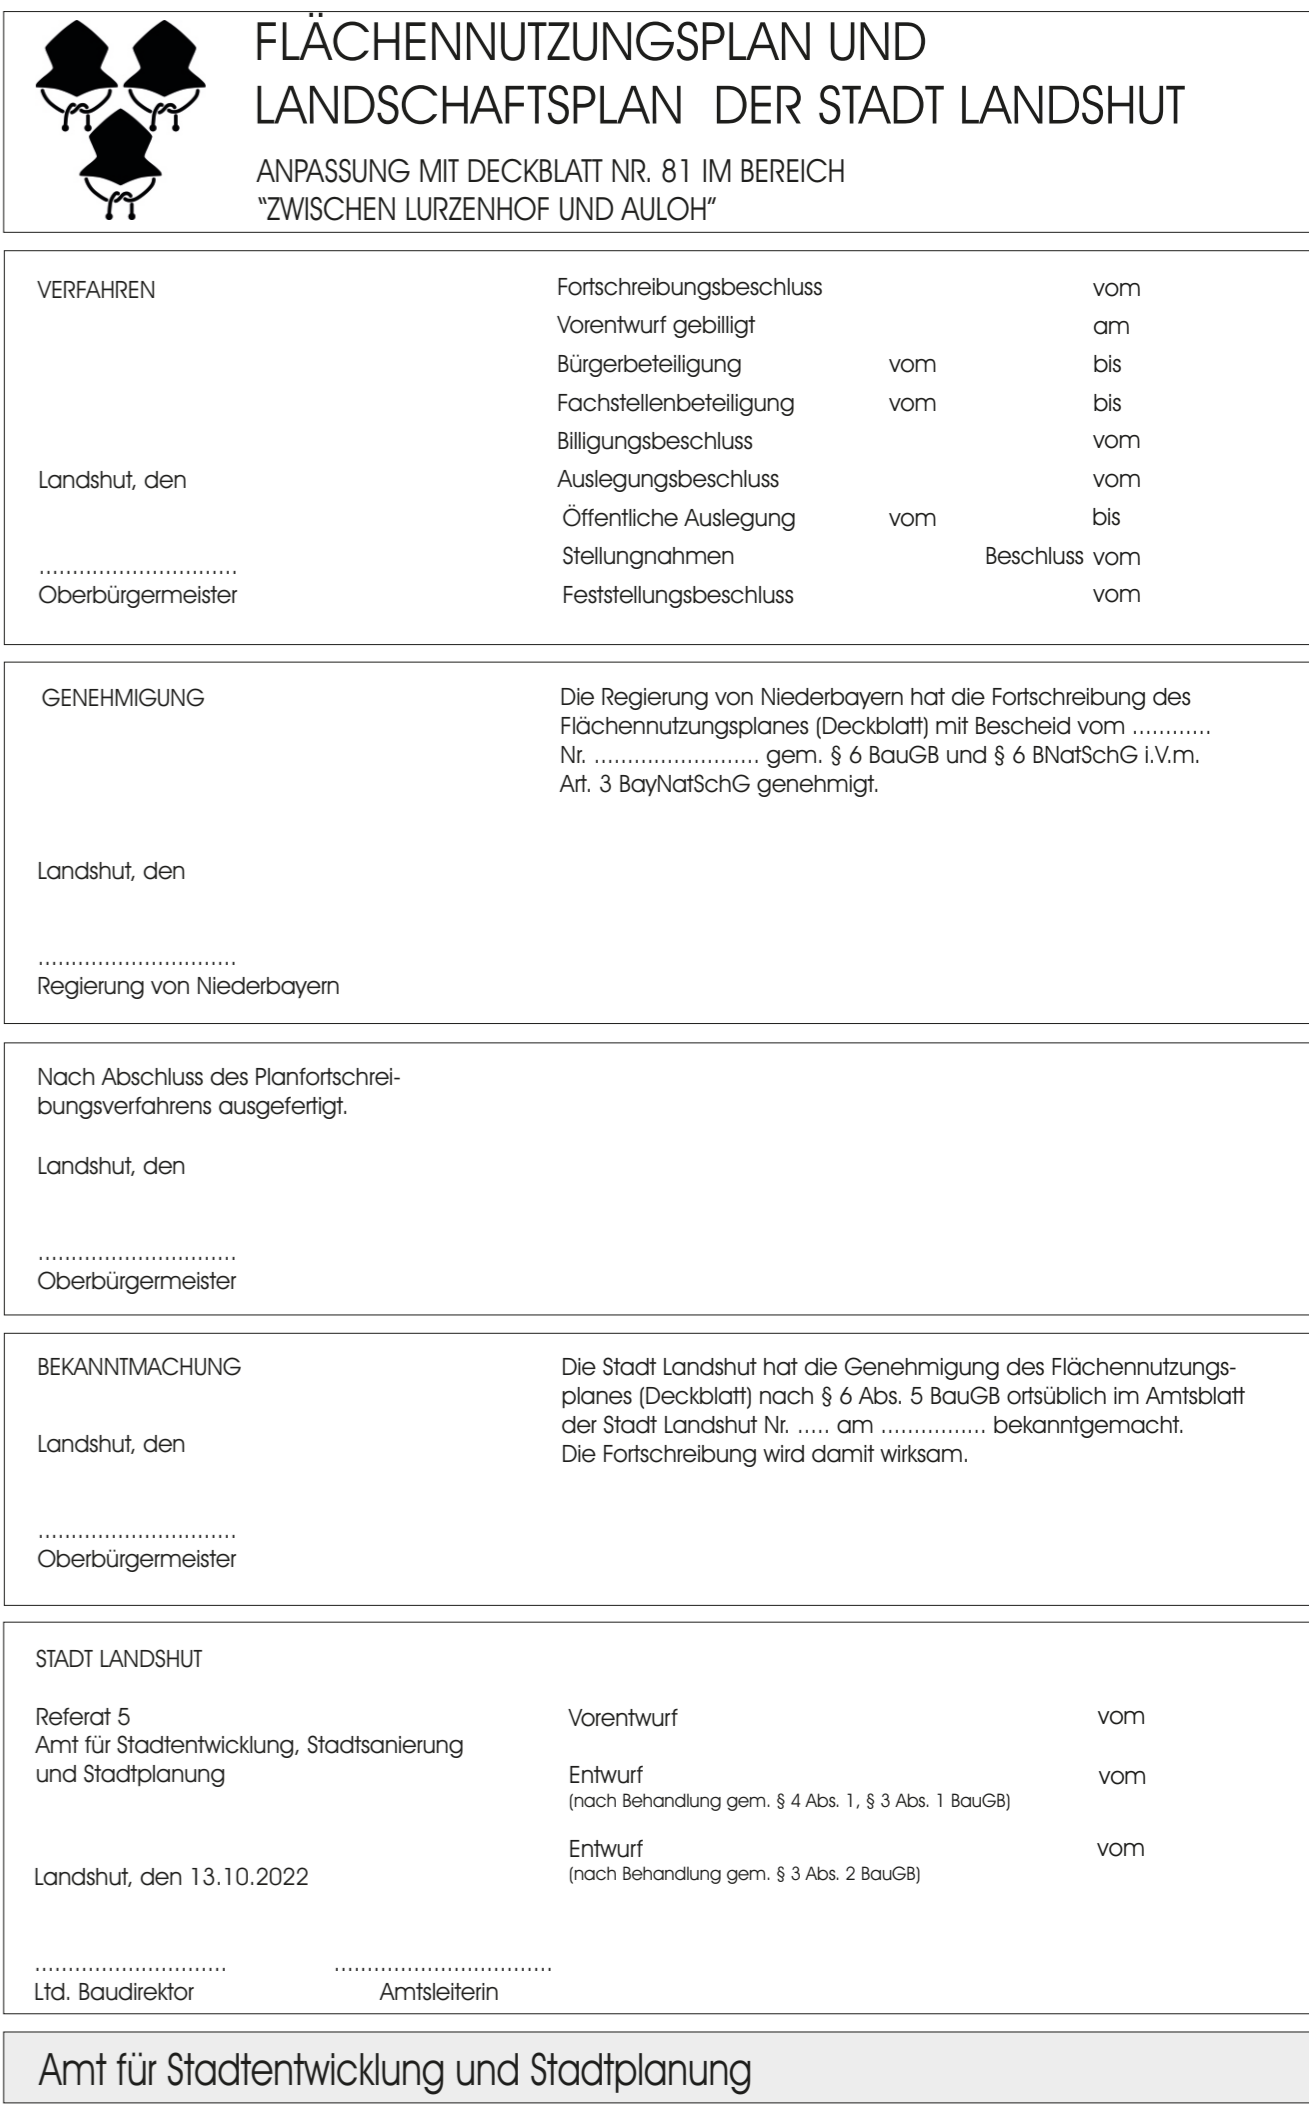 FLÄCHENNUTZUNGSPLAN UND
LANDSCHAFTSPLAN DER STADT LANDSHUT
ANPASSUNG MIT DECKBLATT NR. 81 IM BEREICH
"ZWISCHEN LURZENHOF UND AULOH"
VERFAHREN
Fortschreibungsbeschluss vom
Vorentwurf gebilligt am
Bürgerbeteiligung vom bis
Fachstellenbeteiligung vom bis
Billigungsbeschluss vom
Landshut, den
Auslegungsbeschluss vom
Öffentliche Auslegung vom bis
Stellungnahmen Beschluss vom
..............................
Oberbürgermeister
Feststellungsbeschluss vom
GENEHMIGUNG
Die Regierung von Niederbayern hat die Fortschreibung des
Flächennutzungsplanes (Deckblatt) mit Bescheid vom ............
Nr. ......................... gem. § 6 BauGB und § 6 BNatSchG i.V.m.
Art. 3 BayNatSchG genehmigt.
Landshut, den
..............................
Regierung von Niederbayern
Nach Abschluss des Planfortschrei-
bungsverfahrens ausgefertigt.
Landshut, den
..............................
Oberbürgermeister
BEKANNTMACHUNG
Die Stadt Landshut hat die Genehmigung des Flächennutzungs-
planes (Deckblatt) nach § 6 Abs. 5 BauGB ortsüblich im Amtsblatt
der Stadt Landshut Nr. ..... am ................ bekanntgemacht.
Die Fortschreibung wird damit wirksam.
Landshut, den
..............................
Oberbürgermeister
STADT LANDSHUT
Referat 5
Amt für Stadtentwicklung, Stadtsanierung
und Stadtplanung
Vorentwurf vom
Entwurf vom
(nach Behandlung gem. § 4 Abs. 1, § 3 Abs. 1 BauGB)
Entwurf vom
(nach Behandlung gem. § 3 Abs. 2 BauGB)
Landshut, den 13.10.2022
............................. .................................
Ltd. Baudirektor Amtsleiterin
Amt für Stadtentwicklung und Stadtplanung